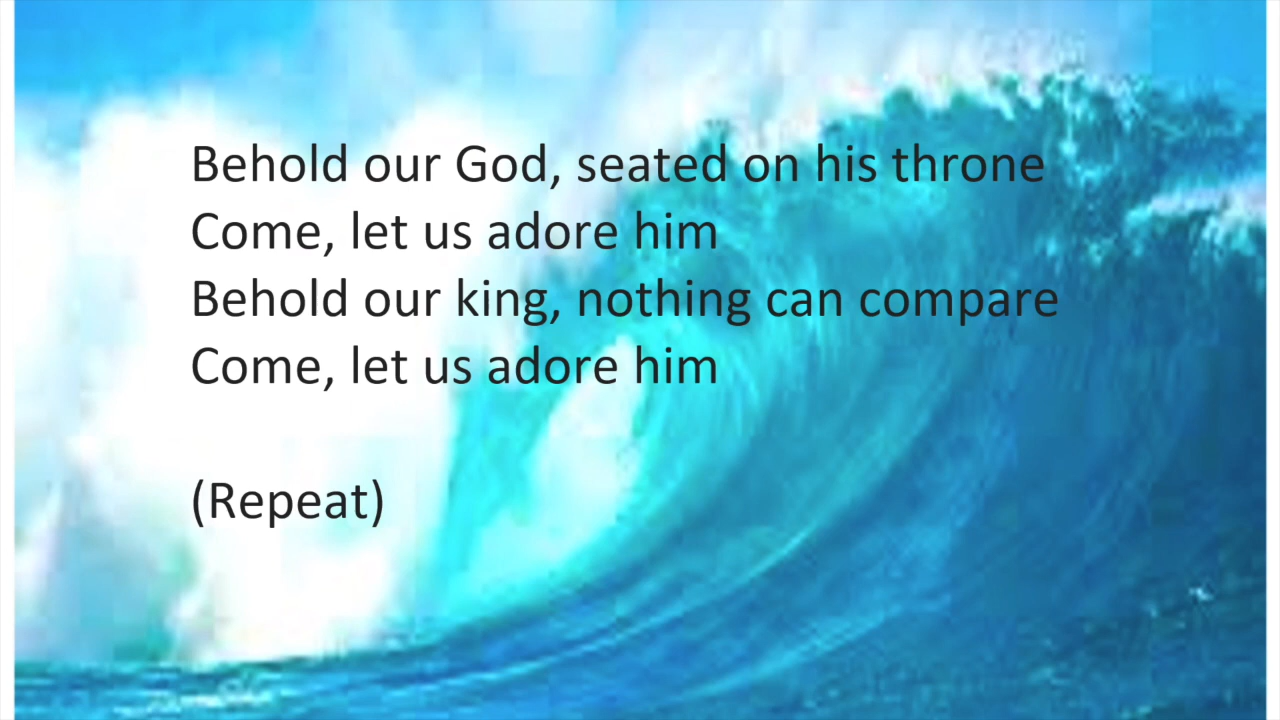 Behold our God, seated on his throne
Come, let us adore him
Behold our king, nothing can compare
Come, let us adore him
(Repeat)